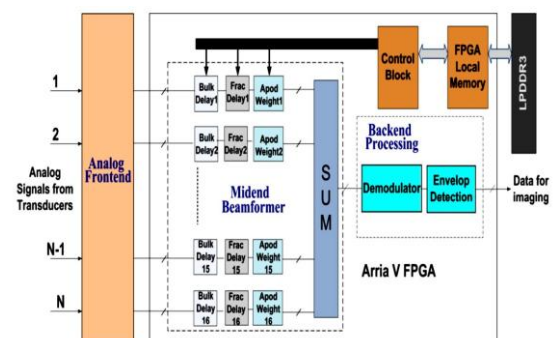 Control
Block
FPGA
Local
Memory
LPDDR3
1
Bulk
Delay1
Frac
Delay1
Apod
Weight1
2
Bulk
Delay2
Frac
Delay2
Apod
Weight2
Analog
Signals from
Transducers
Analog
Frontend
Midend
Beamformer
SUM
Backend
Processing
Demodulator
Envelop
Detection
Data for
imaging
N-1
Bulk
Delay
15
Frac
Delay
15
Apod
Weight
15
Arria V FPGA
N
Bulk
Delay
16
Frac
Delay
16
Apod
Weight
16